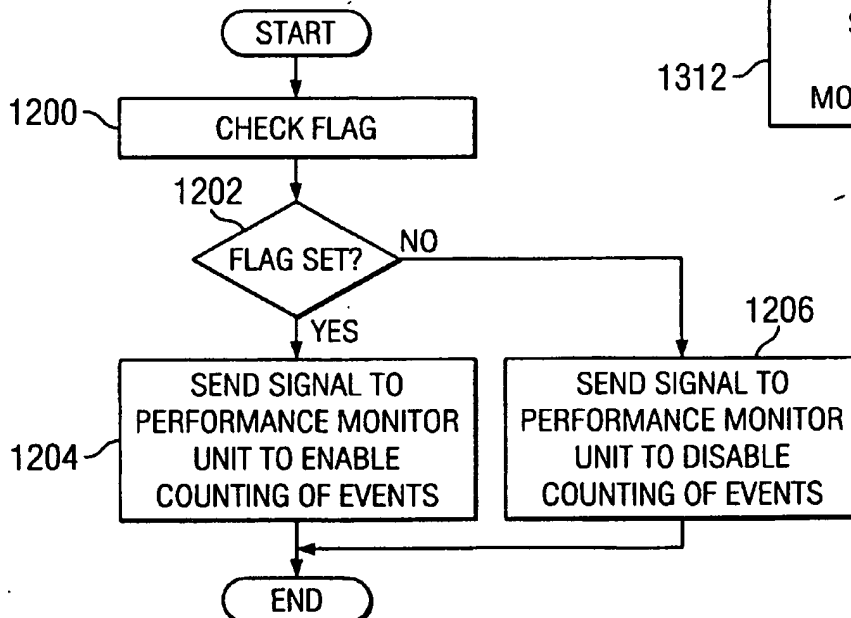 START
1200
CHECK FLAG
1202
FLAG SET?
NO
YES
1204
SEND SIGNAL TO
PERFORMANCE MONITOR
UNIT TO ENABLE
COUNTING OF EVENTS
1206
SEND SIGNAL TO
PERFORMANCE MONITOR
UNIT TO DISABLE
COUNTING OF EVENTS
END
1312
MO